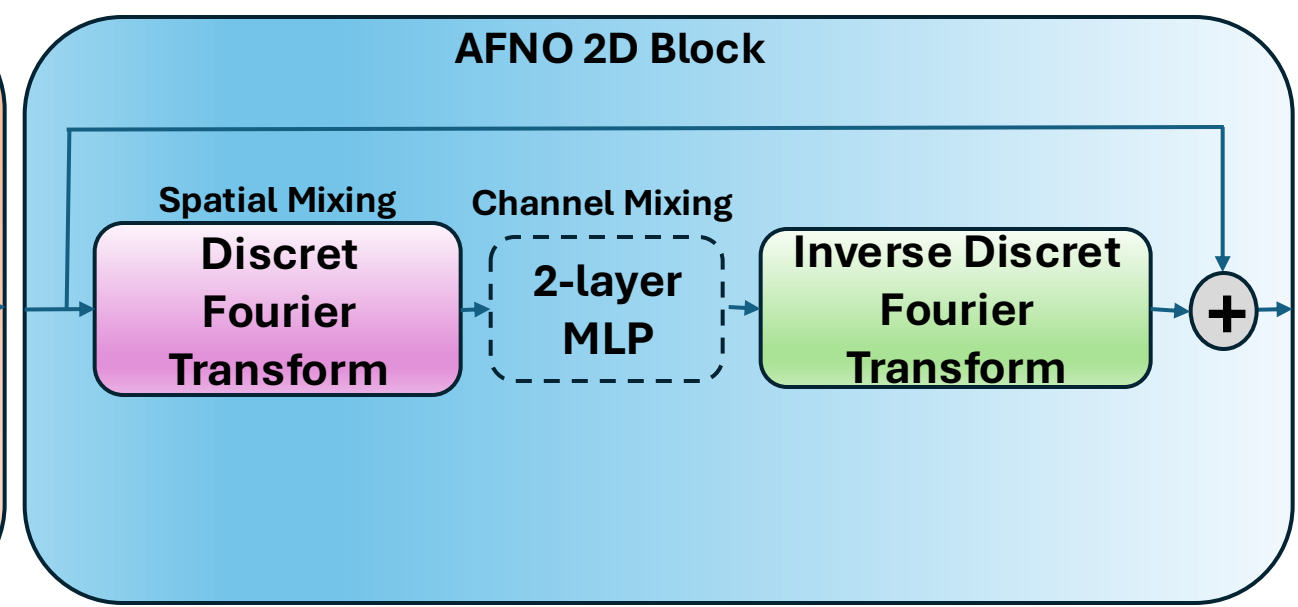 AFNO 2D Block
Spatial Mixing
Channel Mixing
Discret
Fourier
Transform
2-layer
MLP
Inverse Discret
Fourier
Transform
+